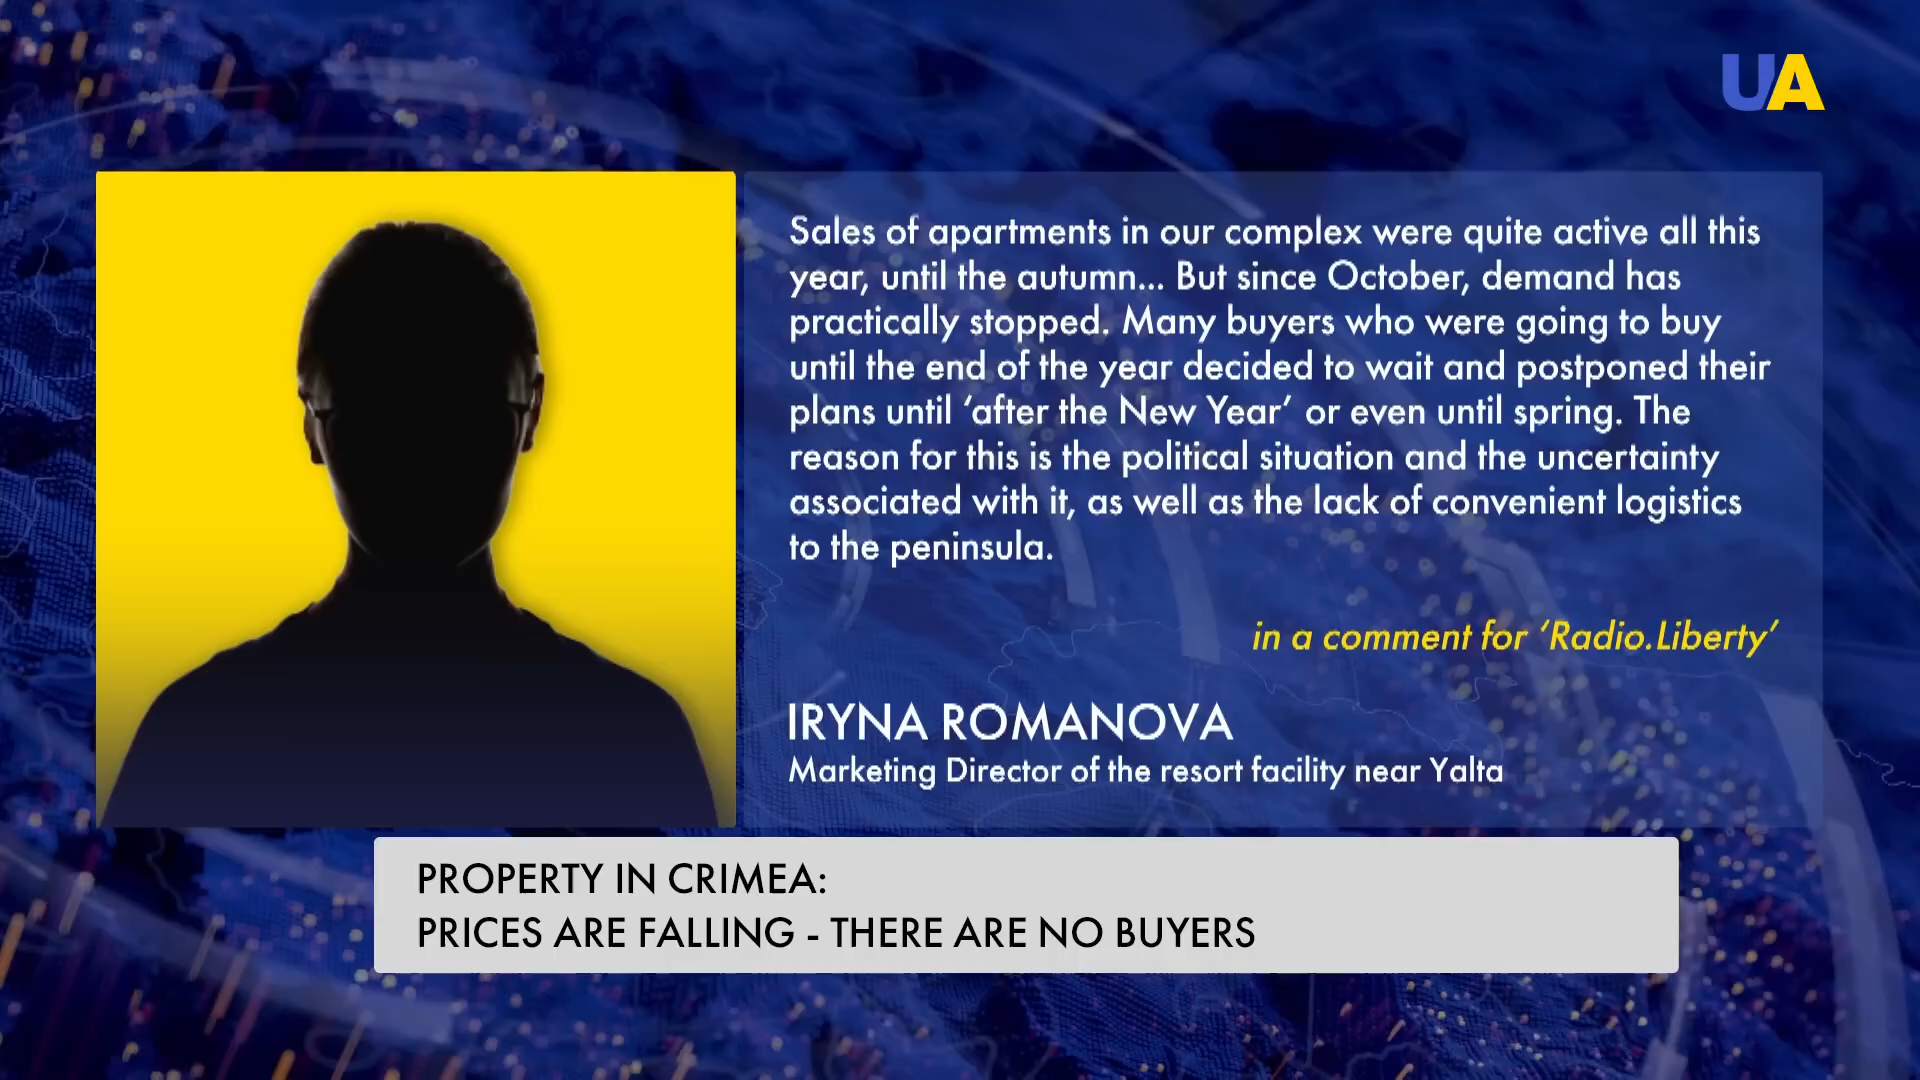 UA
Sales of apartments in our complex were quite active all this
year, until the autumn... But since October, demand has
practically stopped. Many buyers who were going to buy
until the end of the year decided to wait and postponed their
plans until ‘after the New Year’ or even until spring. The
reason for this is the political situation and the uncertainty
associated with it, as well as the lack of convenient logistics
to the peninsula.
in a comment for ‘Radio.Liberty’
IRYNA ROMANOVA
Marketing Director of the resort facility near Yalta
PROPERTY IN CRIMEA:
PRICES ARE FALLING - THERE ARE NO BUYERS